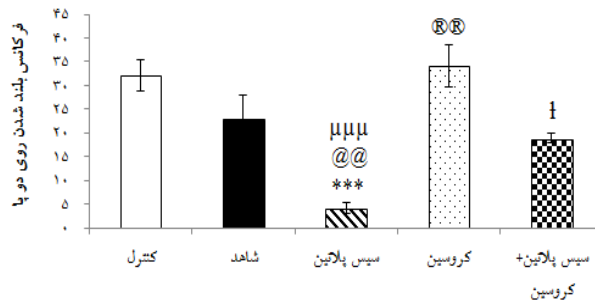 فرکانس بلند شدن روی دو پا
۴۵
۴۰
۳۵
۳۰
۲۵
۲۰
۱۵
۱۰
۵
۰
®®
µµµ
@@
***
ƚ
کنترل
شاهد
سیس پلاتین
کروسین
سیس پلاتین+
کروسین